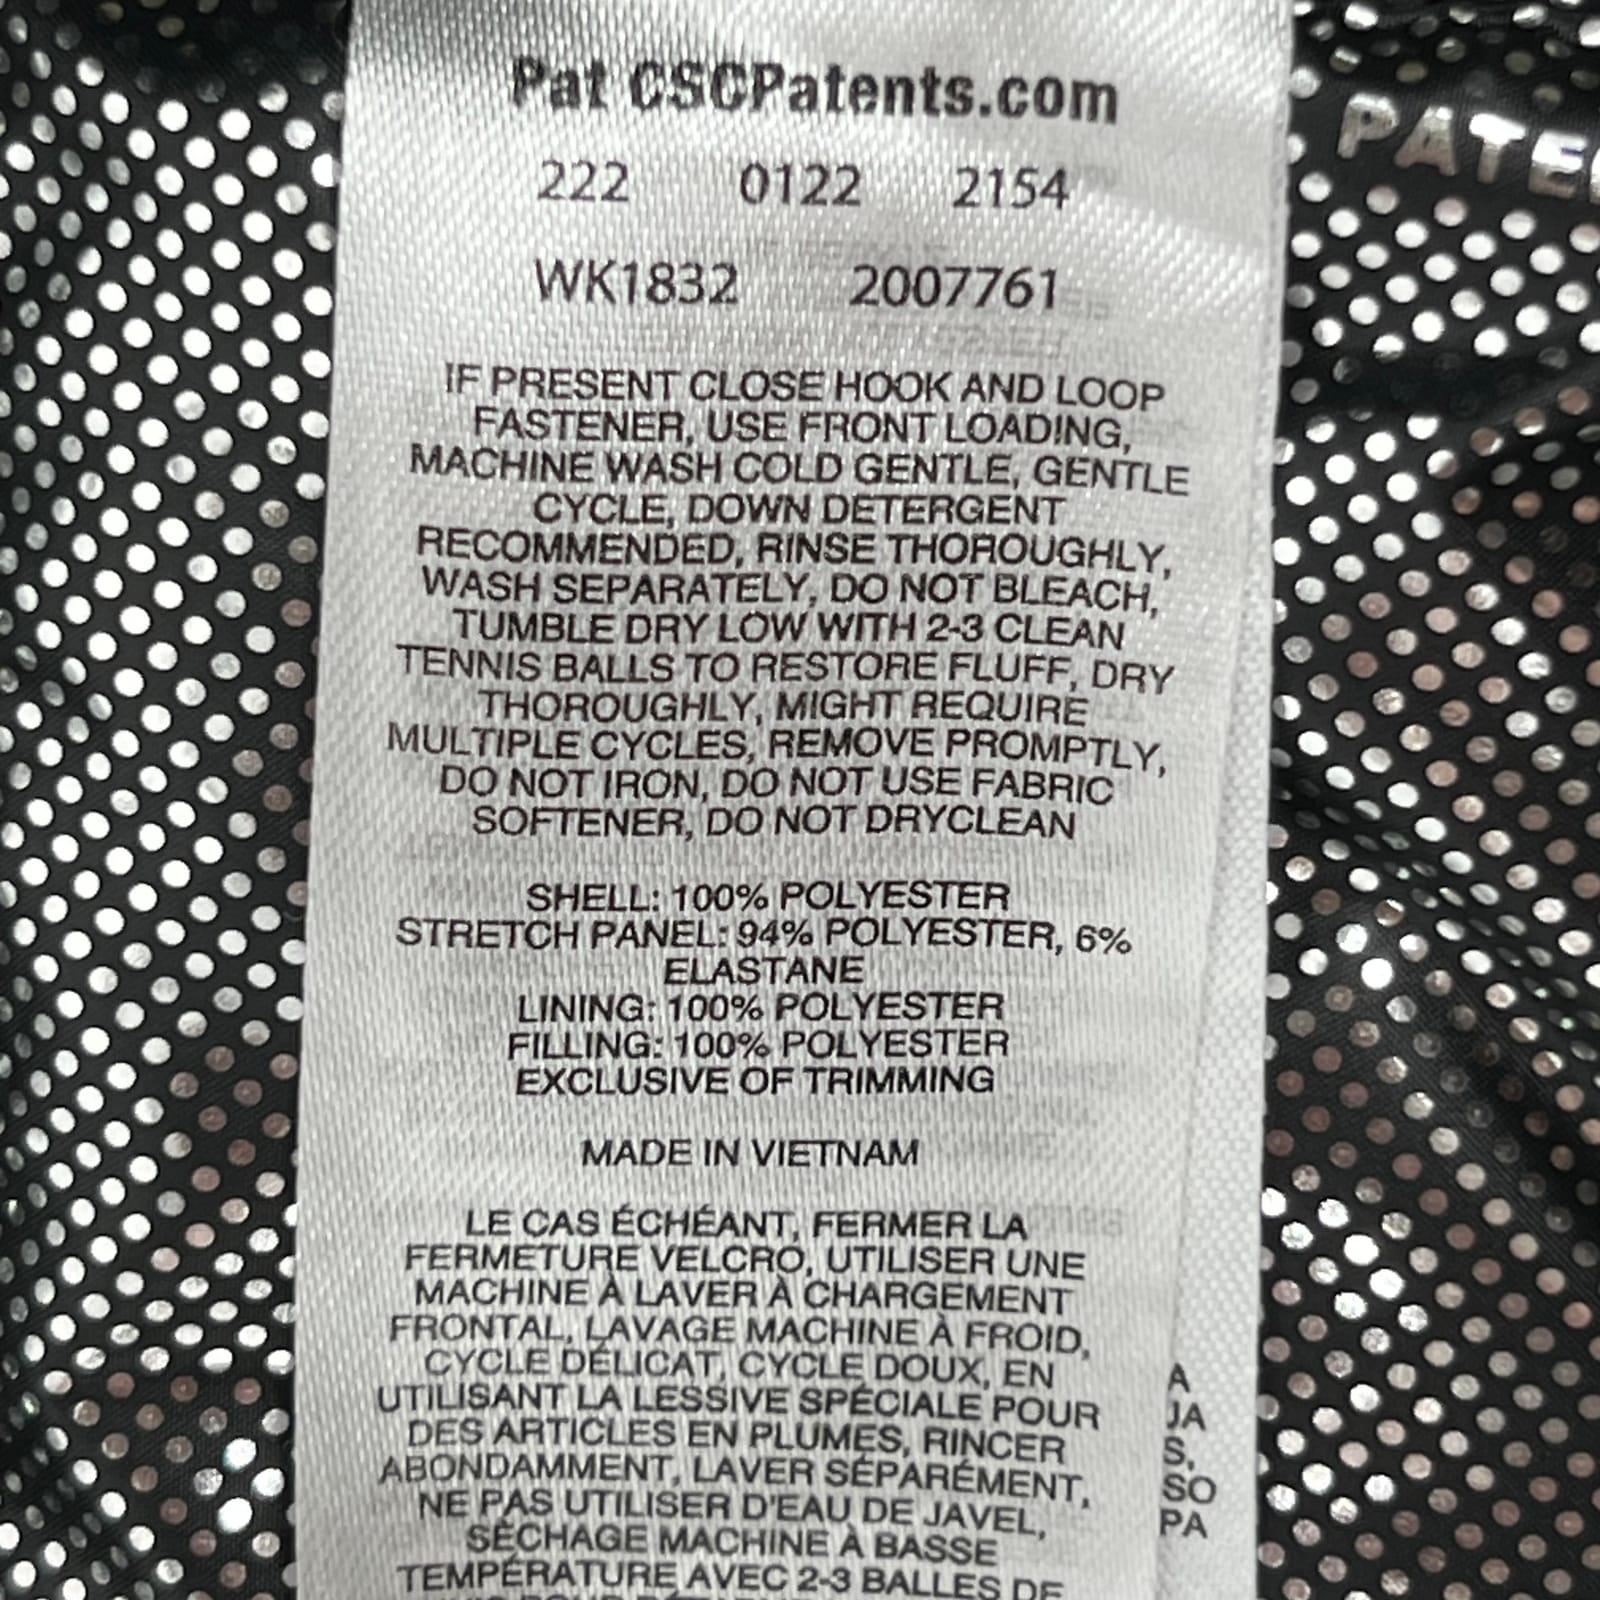 Pat CSCPatents.com
PATE
222 0122 2154
WK1832 2007761
IF PRESENT CLOSE HOOK AND LOOP
FASTENER, USE FRONT LOADING,
MACHINE WASH COLD GENTLE, GENTLE
CYCLE, DOWN DETERGENT
RECOMMENDED, RINSE THOROUGHLY,
WASH SEPARATELY, DO NOT BLEACH,
TUMBLE DRY LOW WITH 2-3 CLEAN
TENNIS BALLS TO RESTORE FLUFF, DRY
THOROUGHLY, MIGHT REQUIRE
MULTIPLE CYCLES, REMOVE PROMPTLY,
DO NOT IRON, DO NOT USE FABRIC
SOFTENER, DO NOT DRYCLEAN
SHELL: 100% POLYESTER
STRETCH PANEL: 94% POLYESTER, 6%
ELASTANE
LINING: 100% POLYESTER
FILLING: 100% POLYESTER
EXCLUSIVE OF TRIMMING
MADE IN VIETNAM
LE CAS ÉCHÉANT, FERMER LA
FERMETURE VELCRO, UTILISER UNE
MACHINE À LAVER À CHARGEMENT
FRONTAL, LAVAGE MACHINE À FROID,
CYCLE DÉLICAT, CYCLE DOUX, EN
UTILISANT LA LESSIVE SPÉCIALE POUR
DES ARTICLES EN PLUMES, RINCER
ABONDAMMENT, LAVER SÉPARÉMENT,
NE PAS UTILISER D'EAU DE JAVEL,
SÉCHAGE MACHINE À BASSE
TEMPÉRATURE AVEC 2-3 BALLES DE
A
JA
S,
SO
PA